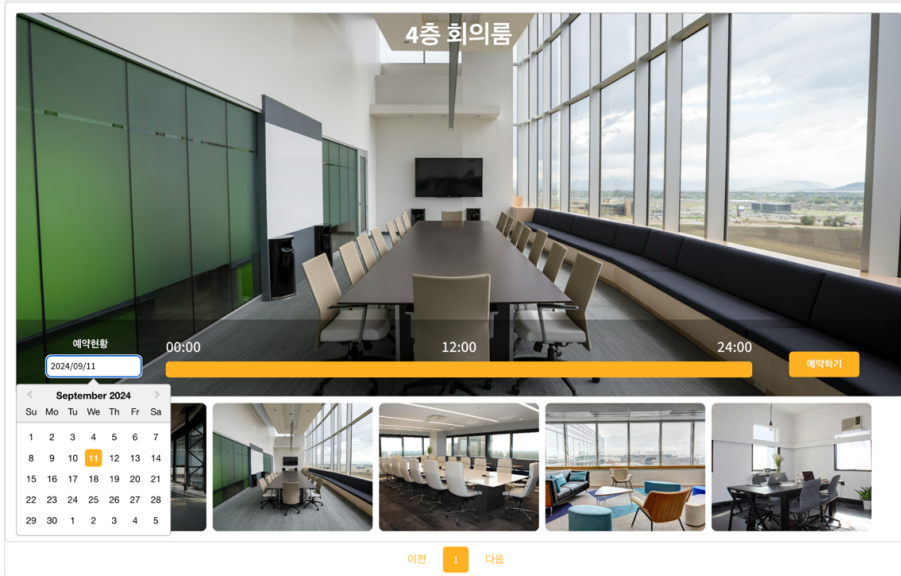 4층 회의룸
예약현황
00:00 12:00 24:00
2024/09/11
예약하기
September 2024
Su Mo Tu We Th Fr Sa
1 2 3 4 5 6 7
8 9 10 11 12 13 14
15 16 17 18 19 20 21
22 23 24 25 26 27 28
29 30 1 2 3 4 5
이전 1 다음